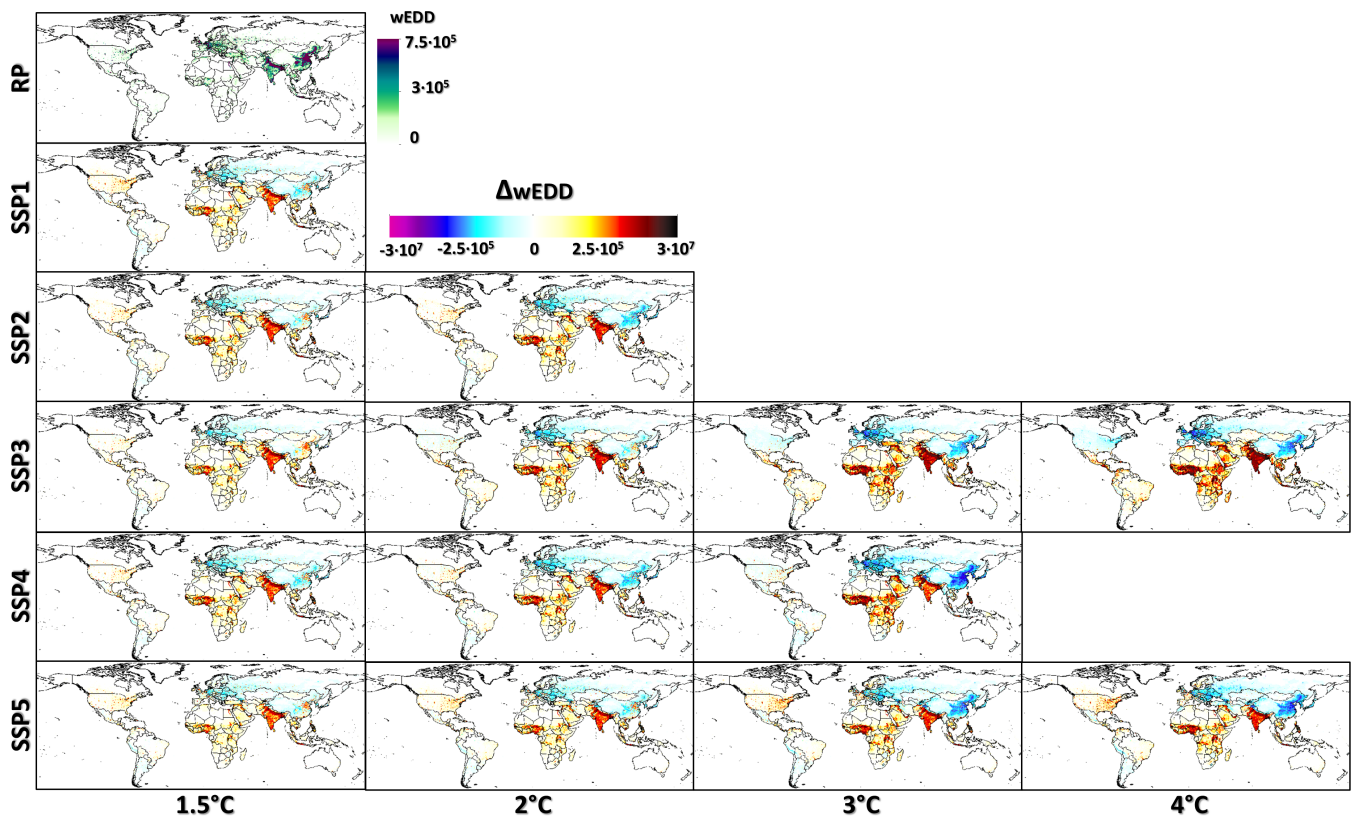 wEDD
7.5·10⁵
3·10⁵
0
RP
SSP1
ΔwEDD
-3·10⁷ -2.5·10⁵ 0 2.5·10⁵ 3·10⁷
SSP2
SSP3
SSP4
SSP5
1.5°C 2°C 3°C 4°C